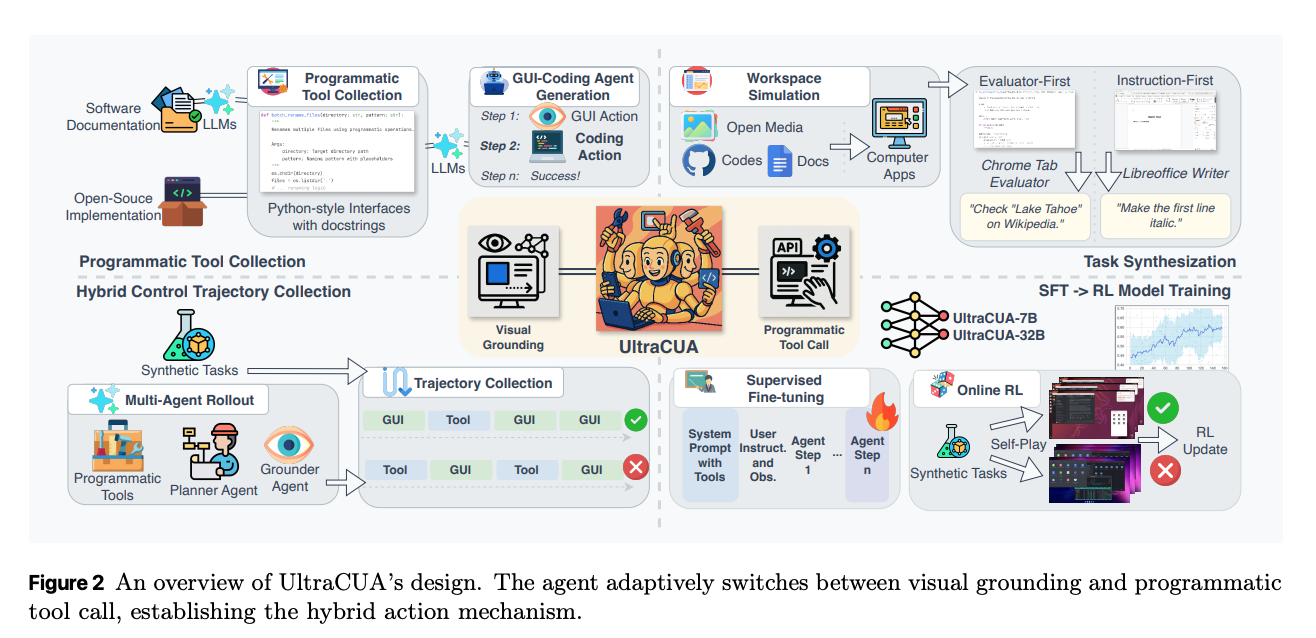 Software
Documentation
LLMs
Open-Souce
Implementation
Programmatic
Tool Collection
def batch_rename_files(directory: str, pattern: str):
"""
Renames multiple files using programmatic operations.
Args:
directory: Target directory path
pattern: Naming pattern with placeholders
"""
os.chdir(directory)
Python-style Interfaces
with docstrings
LLMs
GUI-Coding Agent
Generation
Step 1:
GUI Action
Step 2:
Coding
Action
Step n:
Success!
Programmatic Tool Collection
Workspace
Simulation
Open Media
Codes
Docs
Computer
Apps
Evaluator-First
Instruction-First
Chrome Tab
Evaluator
Libreoffice Writer
"Check "Lake Tahoe"
on Wikipedia."
"Make the first line
italic."
Task Synthesization
Visual
Grounding
UltraCUA
API
Programmatic
Tool Call
Hybrid Control Trajectory Collection
Synthetic Tasks
Multi-Agent Rollout
Programmatic
Tools
Planner Agent
Grounder
Agent
Trajectory Collection
GUI Tool GUI GUI
Tool GUI Tool GUI
SFT -> RL Model Training
UltraCUA-7B
UltraCUA-32B
Supervised
Fine-tuning
System
Prompt
with
Tools
User
Instruct.
and
Obs.
Agent
Step
1
...
Agent
Step
n
Online RL
Self-Play
Synthetic Tasks
RL
Update
Figure 2 An overview of UltraCUA's design. The agent adaptively switches between visual grounding and programmatic
tool call, establishing the hybrid action mechanism.